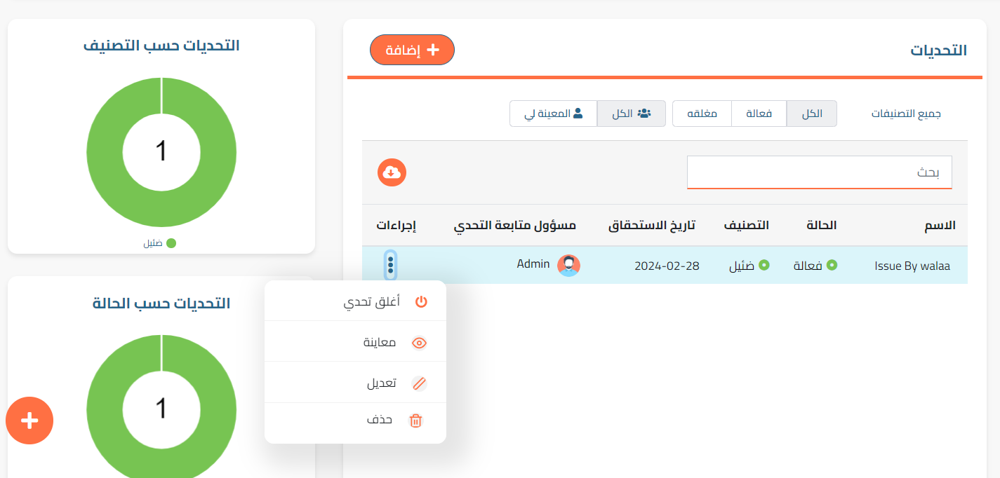 التحديات
إضافة
جميع التصنيفات
الكل
فعالة
مغلقه
الكل
المعينة لي
بحث
الاسم الحالة التصنيف تاريخ الاستحقاق مسؤول متابعة التحدي إجراءات
Issue By walaa فعالة ضئيل 2024-02-28 Admin
أغلق تحدي
معاينة
تعديل
حذف
التحديات حسب التصنيف
1
ضئيل
التحديات حسب الحالة
1